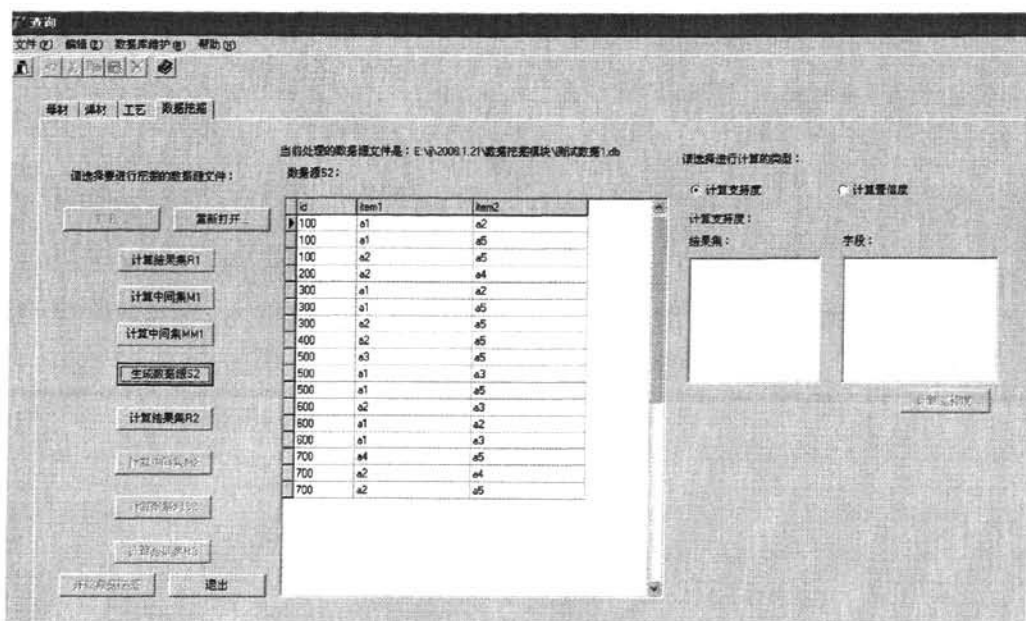 查询
文件(F) 编辑(E) 数据库维护(M) 帮助(H)
母材 焊材 工艺 数据挖掘
当前处理的数据源文件是：E:\lj\2008.1.21\数据挖掘模块\测试数据1.db
请选择进行计算的类型：
请选择要进行挖掘的数据源文件：
数据源S2：
计算支持度 计算置信度
重新打开...
id item1 item2
计算支持度：
100 a1 a2
100 a1 a5
结果集： 字段：
100 a2 a5
计算结果集R1
200 a2 a4
300 a1 a2
计算中间集M1
300 a1 a5
300 a2 a5
计算中间集MM1
400 a2 a5
500 a3 a5
生成数据源S2
500 a1 a3
500 a1 a5
600 a2 a3
计算结果集R2
600 a1 a2
600 a1 a3
700 a4 a5
700 a2 a4
700 a2 a5
退出